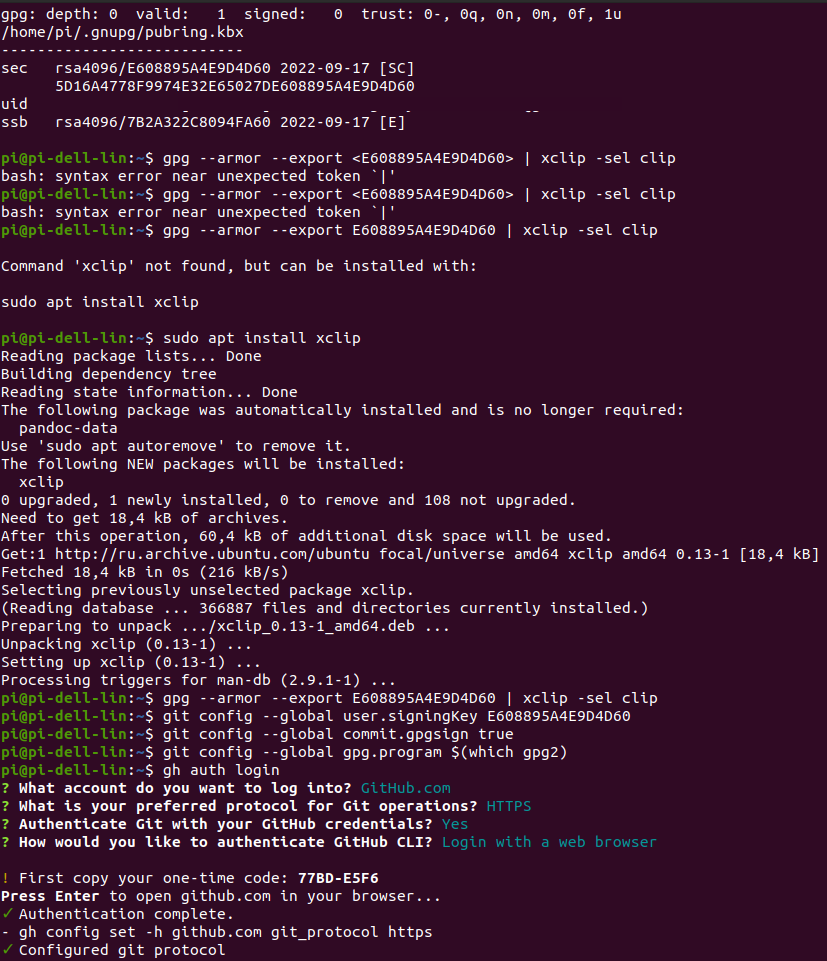 gpg: depth: 0  valid:   1  signed:   0  trust: 0-, 0q, 0n, 0m, 0f, 1u
/home/pi/.gnupg/pubring.kbx
---------------------------
sec   rsa4096/E608895A4E9D4D60 2022-09-17 [SC]
      5D16A4778F9974E32E65027DE608895A4E9D4D60
uid
ssb   rsa4096/7B2A322C8094FA60 2022-09-17 [E]
pi@pi-dell-lin:~$ gpg --armor --export <E608895A4E9D4D60> | xclip -sel clip
bash: syntax error near unexpected token `|'
pi@pi-dell-lin:~$ gpg --armor --export <E608895A4E9D4D60> | xclip -sel clip
bash: syntax error near unexpected token `|'
pi@pi-dell-lin:~$ gpg --armor --export E608895A4E9D4D60 | xclip -sel clip
Command 'xclip' not found, but can be installed with:
sudo apt install xclip
pi@pi-dell-lin:~$ sudo apt install xclip
Reading package lists... Done
Building dependency tree
Reading state information... Done
The following package was automatically installed and is no longer required:
  pandoc-data
Use 'sudo apt autoremove' to remove it.
The following NEW packages will be installed:
  xclip
0 upgraded, 1 newly installed, 0 to remove and 108 not upgraded.
Need to get 18,4 kB of archives.
After this operation, 60,4 kB of additional disk space will be used.
Get:1 http://ru.archive.ubuntu.com/ubuntu focal/universe amd64 xclip amd64 0.13-1 [18,4 kB]
Fetched 18,4 kB in 0s (216 kB/s)
Selecting previously unselected package xclip.
(Reading database ... 366887 files and directories currently installed.)
Preparing to unpack .../xclip_0.13-1_amd64.deb ...
Unpacking xclip (0.13-1) ...
Setting up xclip (0.13-1) ...
Processing triggers for man-db (2.9.1-1) ...
pi@pi-dell-lin:~$ gpg --armor --export E608895A4E9D4D60 | xclip -sel clip
pi@pi-dell-lin:~$ git config --global user.signingKey E608895A4E9D4D60
pi@pi-dell-lin:~$ git config --global commit.gpgsign true
pi@pi-dell-lin:~$ git config --global gpg.program $(which gpg2)
pi@pi-dell-lin:~$ gh auth login
? What account do you want to log into? GitHub.com
? What is your preferred protocol for Git operations? HTTPS
? Authenticate Git with your GitHub credentials? Yes
? How would you like to authenticate GitHub CLI? Login with a web browser
! First copy your one-time code: 77BD-E5F6
Press Enter to open github.com in your browser...
✓ Authentication complete.
- gh config set -h github.com git_protocol https
✓ Configured git protocol